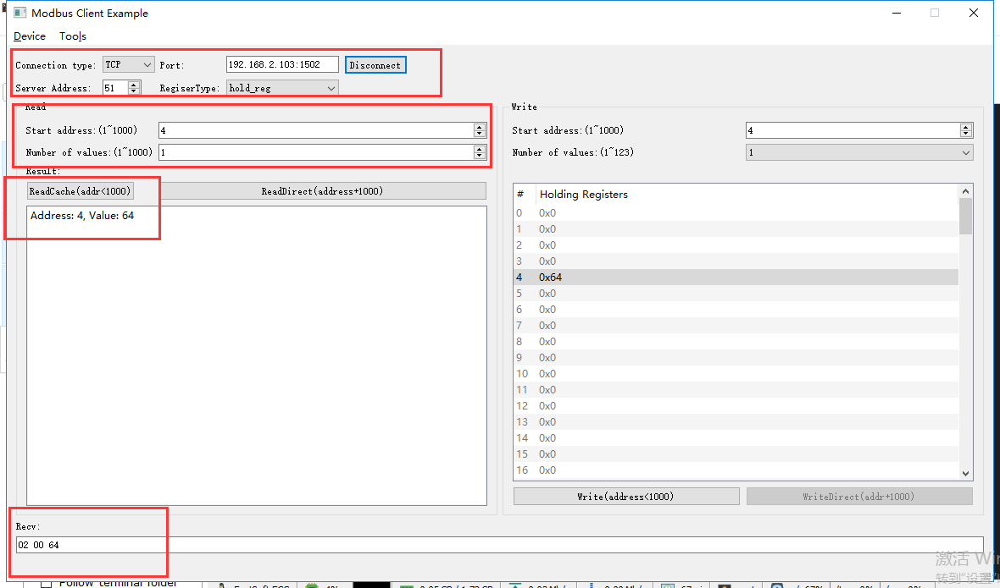 Modbus Client Example
Device Tools
Connection type: TCP Port: 192.168.2.103:1502 Disconnect
Server Address: 51 RegiserType: hold_reg
Read
Start address:(1~1000) 4
Number of values:(1~1000) 1
Result:
ReadCache(addr<1000) ReadDirect(address+1000)
Address: 4, Value: 64
Write
Start address:(1~1000) 4
Number of values:(1~123) 1
# Holding Registers
0 0x0
1 0x0
2 0x0
3 0x0
4 0x64
5 0x0
6 0x0
7 0x0
8 0x0
9 0x0
10 0x0
11 0x0
12 0x0
13 0x0
14 0x0
15 0x0
16 0x0
Write(address<1000) WriteDirect(addr+1000)
Recv:
02 00 64
激活 Wi
转到"设置"
Follow terminal folder